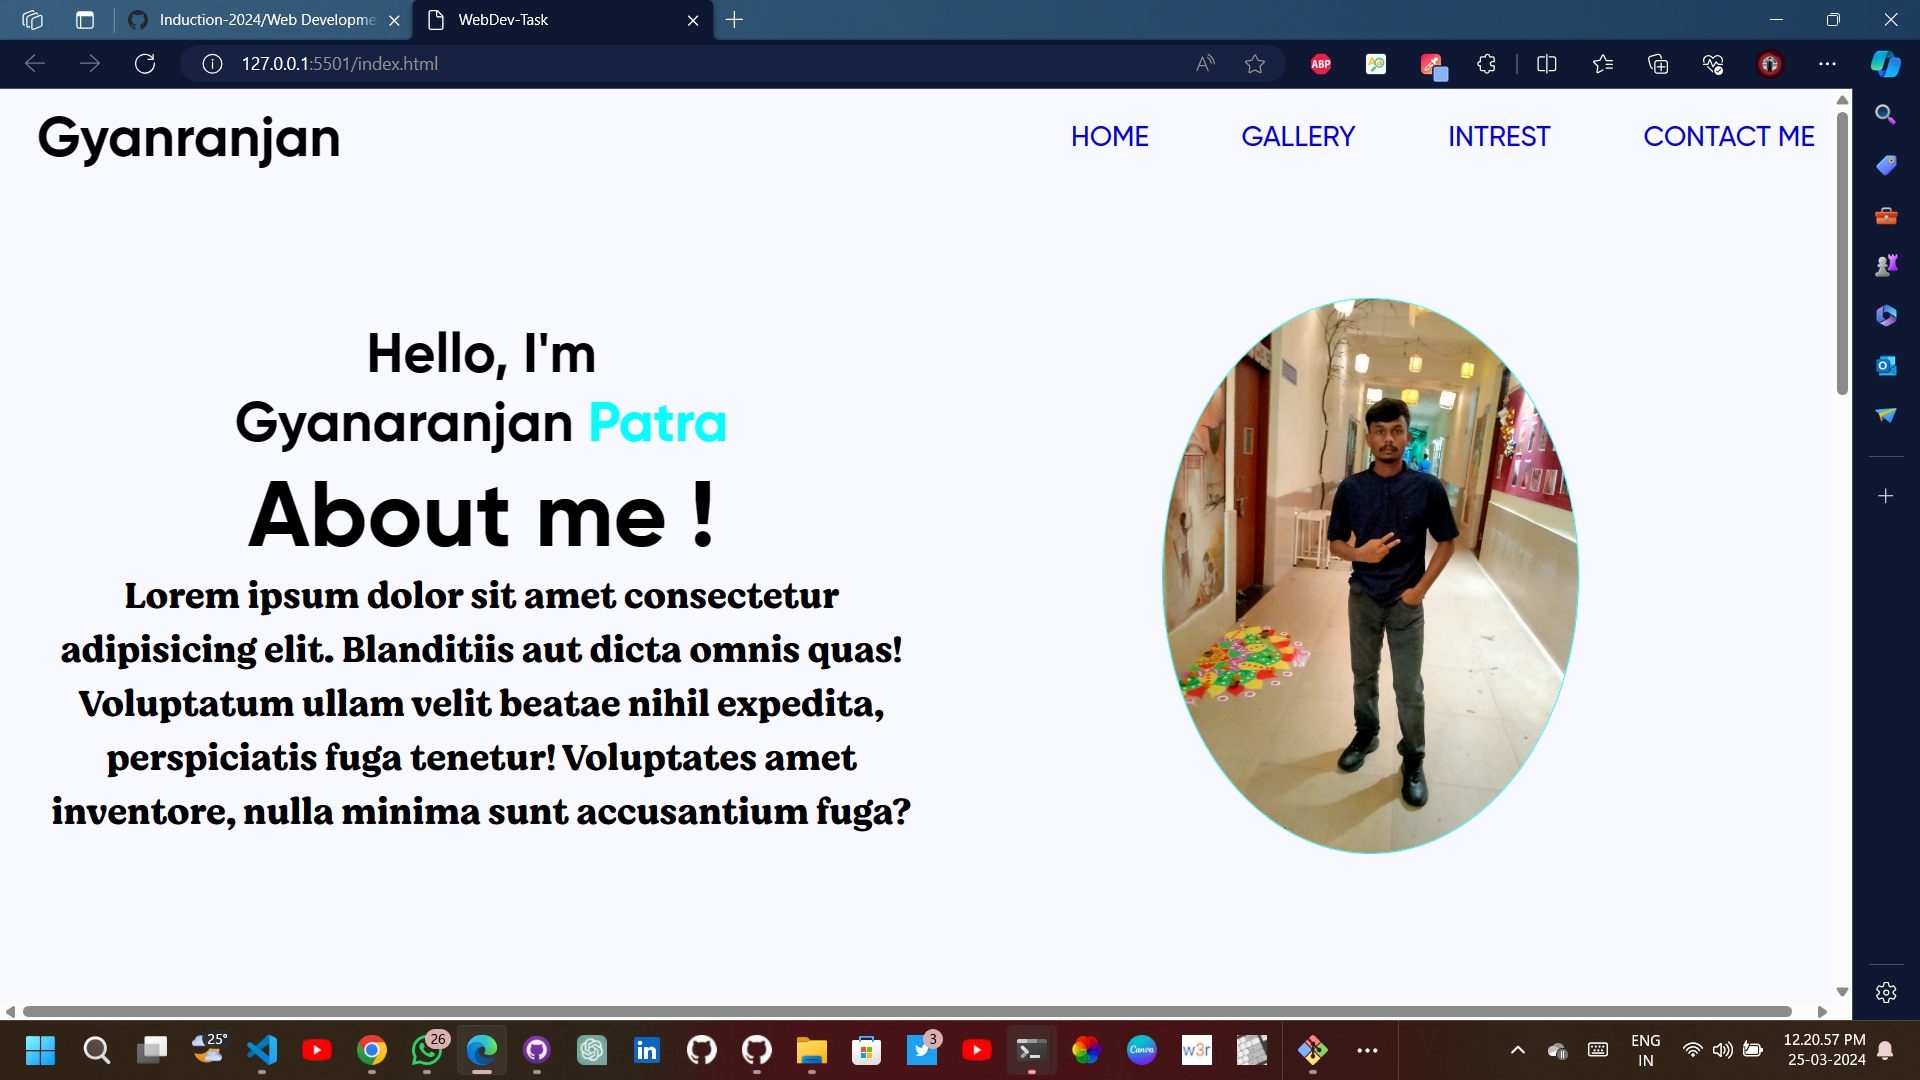 Induction-2024/Web Developme
WebDev-Task
127.0.0.1:5501/index.html
ABP
Gyanranjan
HOME
GALLERY
INTREST
CONTACT ME
Hello, I'm
Gyanaranjan Patra
About me !
Lorem ipsum dolor sit amet consectetur
adipisicing elit. Blanditiis aut dicta omnis quas!
Voluptatum ullam velit beatae nihil expedita,
perspiciatis fuga tenetur! Voluptates amet
inventore, nulla minima sunt accusantium fuga?
25°
26
in
3
Canva
w3r
ENG
IN
12.20.57 PM
25-03-2024